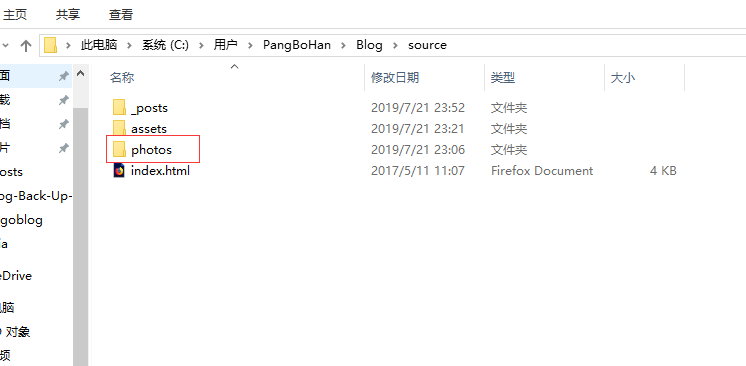 主页 共享 查看
此电脑 系统 (C:) 用户 PangBoHan Blog source
名称 修改日期 类型 大小
面
载
档
片
osts
og-Back-Up-
goblog
ia
eDrive
电脑
对象
频
_posts 2019/7/21 23:52 文件夹
assets 2019/7/21 23:21 文件夹
photos 2019/7/21 23:06 文件夹
index.html 2017/5/11 11:07 Firefox Document 4 KB